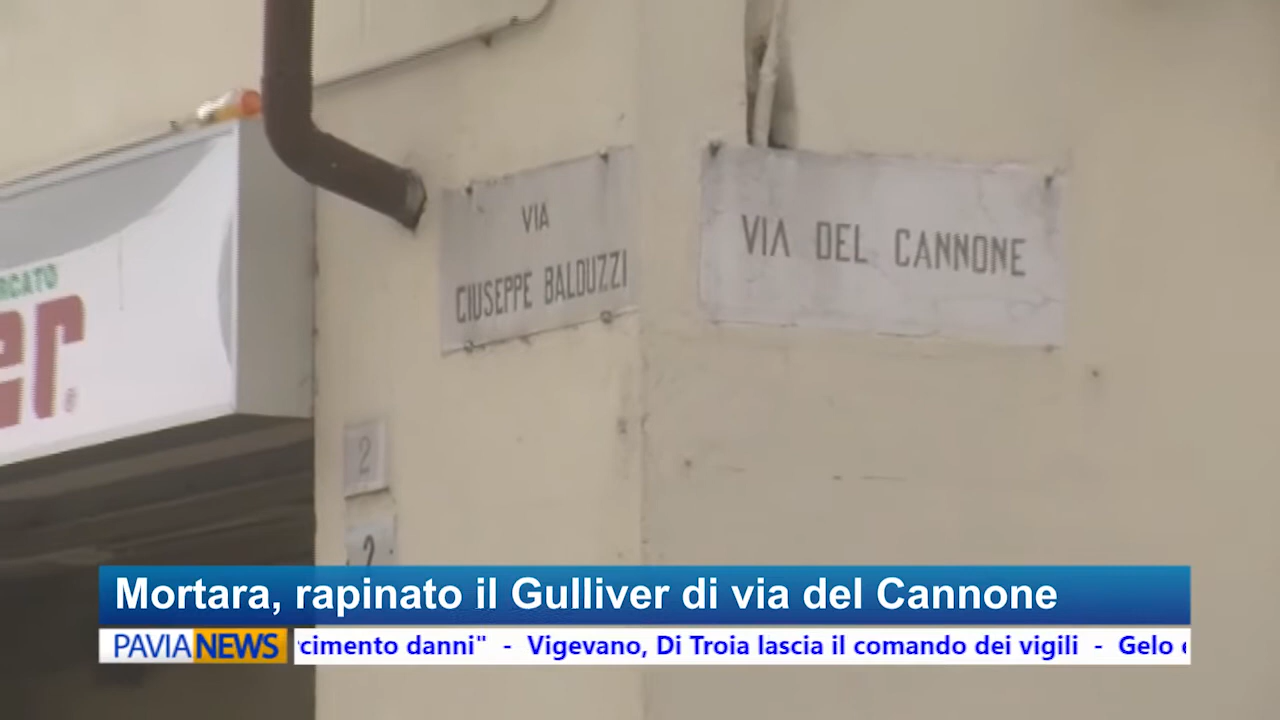 VIA
GIUSEPPE BALDUZZI
VIA DEL CANNONE
2
2
Mortara, rapinato il Gulliver di via del Cannone
PAVIA NEWS
cimento danni" - Vigevano, Di Troia lascia il comando dei vigili - Gelo